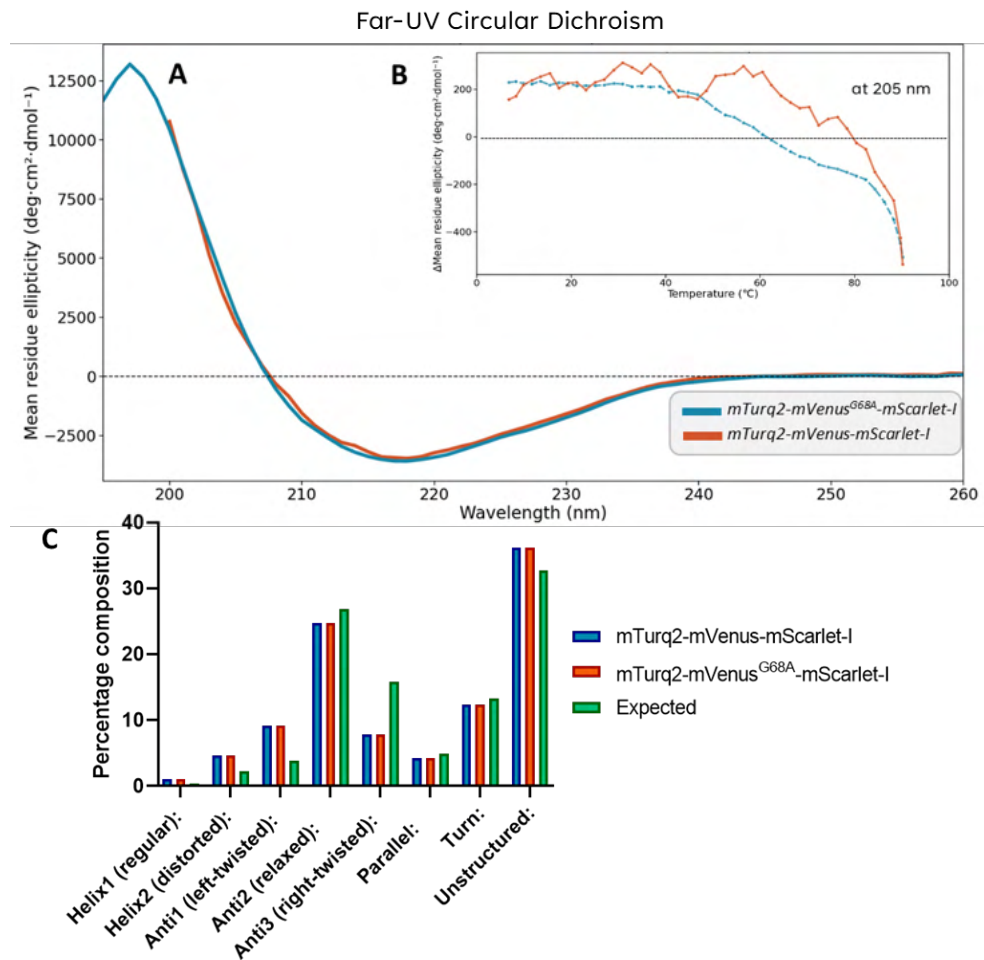 Far-UV Circular Dichroism
A
B
Mean residue ellipticity (deg·cm²·dmol⁻¹)
12500
10000
7500
5000
2500
0
−2500
200
210
220
230
240
250
260
Wavelength (nm)
ΔMean residue ellipticity (deg·cm²·dmol⁻¹)
200
0
−200
−400
0
20
40
60
80
100
Temperature (℃)
at 205 nm
mTurq2-mVenusᴳ⁶⁸ᴬ-mScarlet-I
mTurq2-mVenus-mScarlet-I
C
Percentage composition
40
30
20
10
0
Helix1 (regular):
Helix2 (distorted):
Anti1 (left-twisted):
Anti2 (relaxed):
Anti3 (right-twisted):
Parallel:
Turn:
Unstructured:
mTurq2-mVenus-mScarlet-I
mTurq2-mVenusᴳ⁶⁸ᴬ-mScarlet-I
Expected